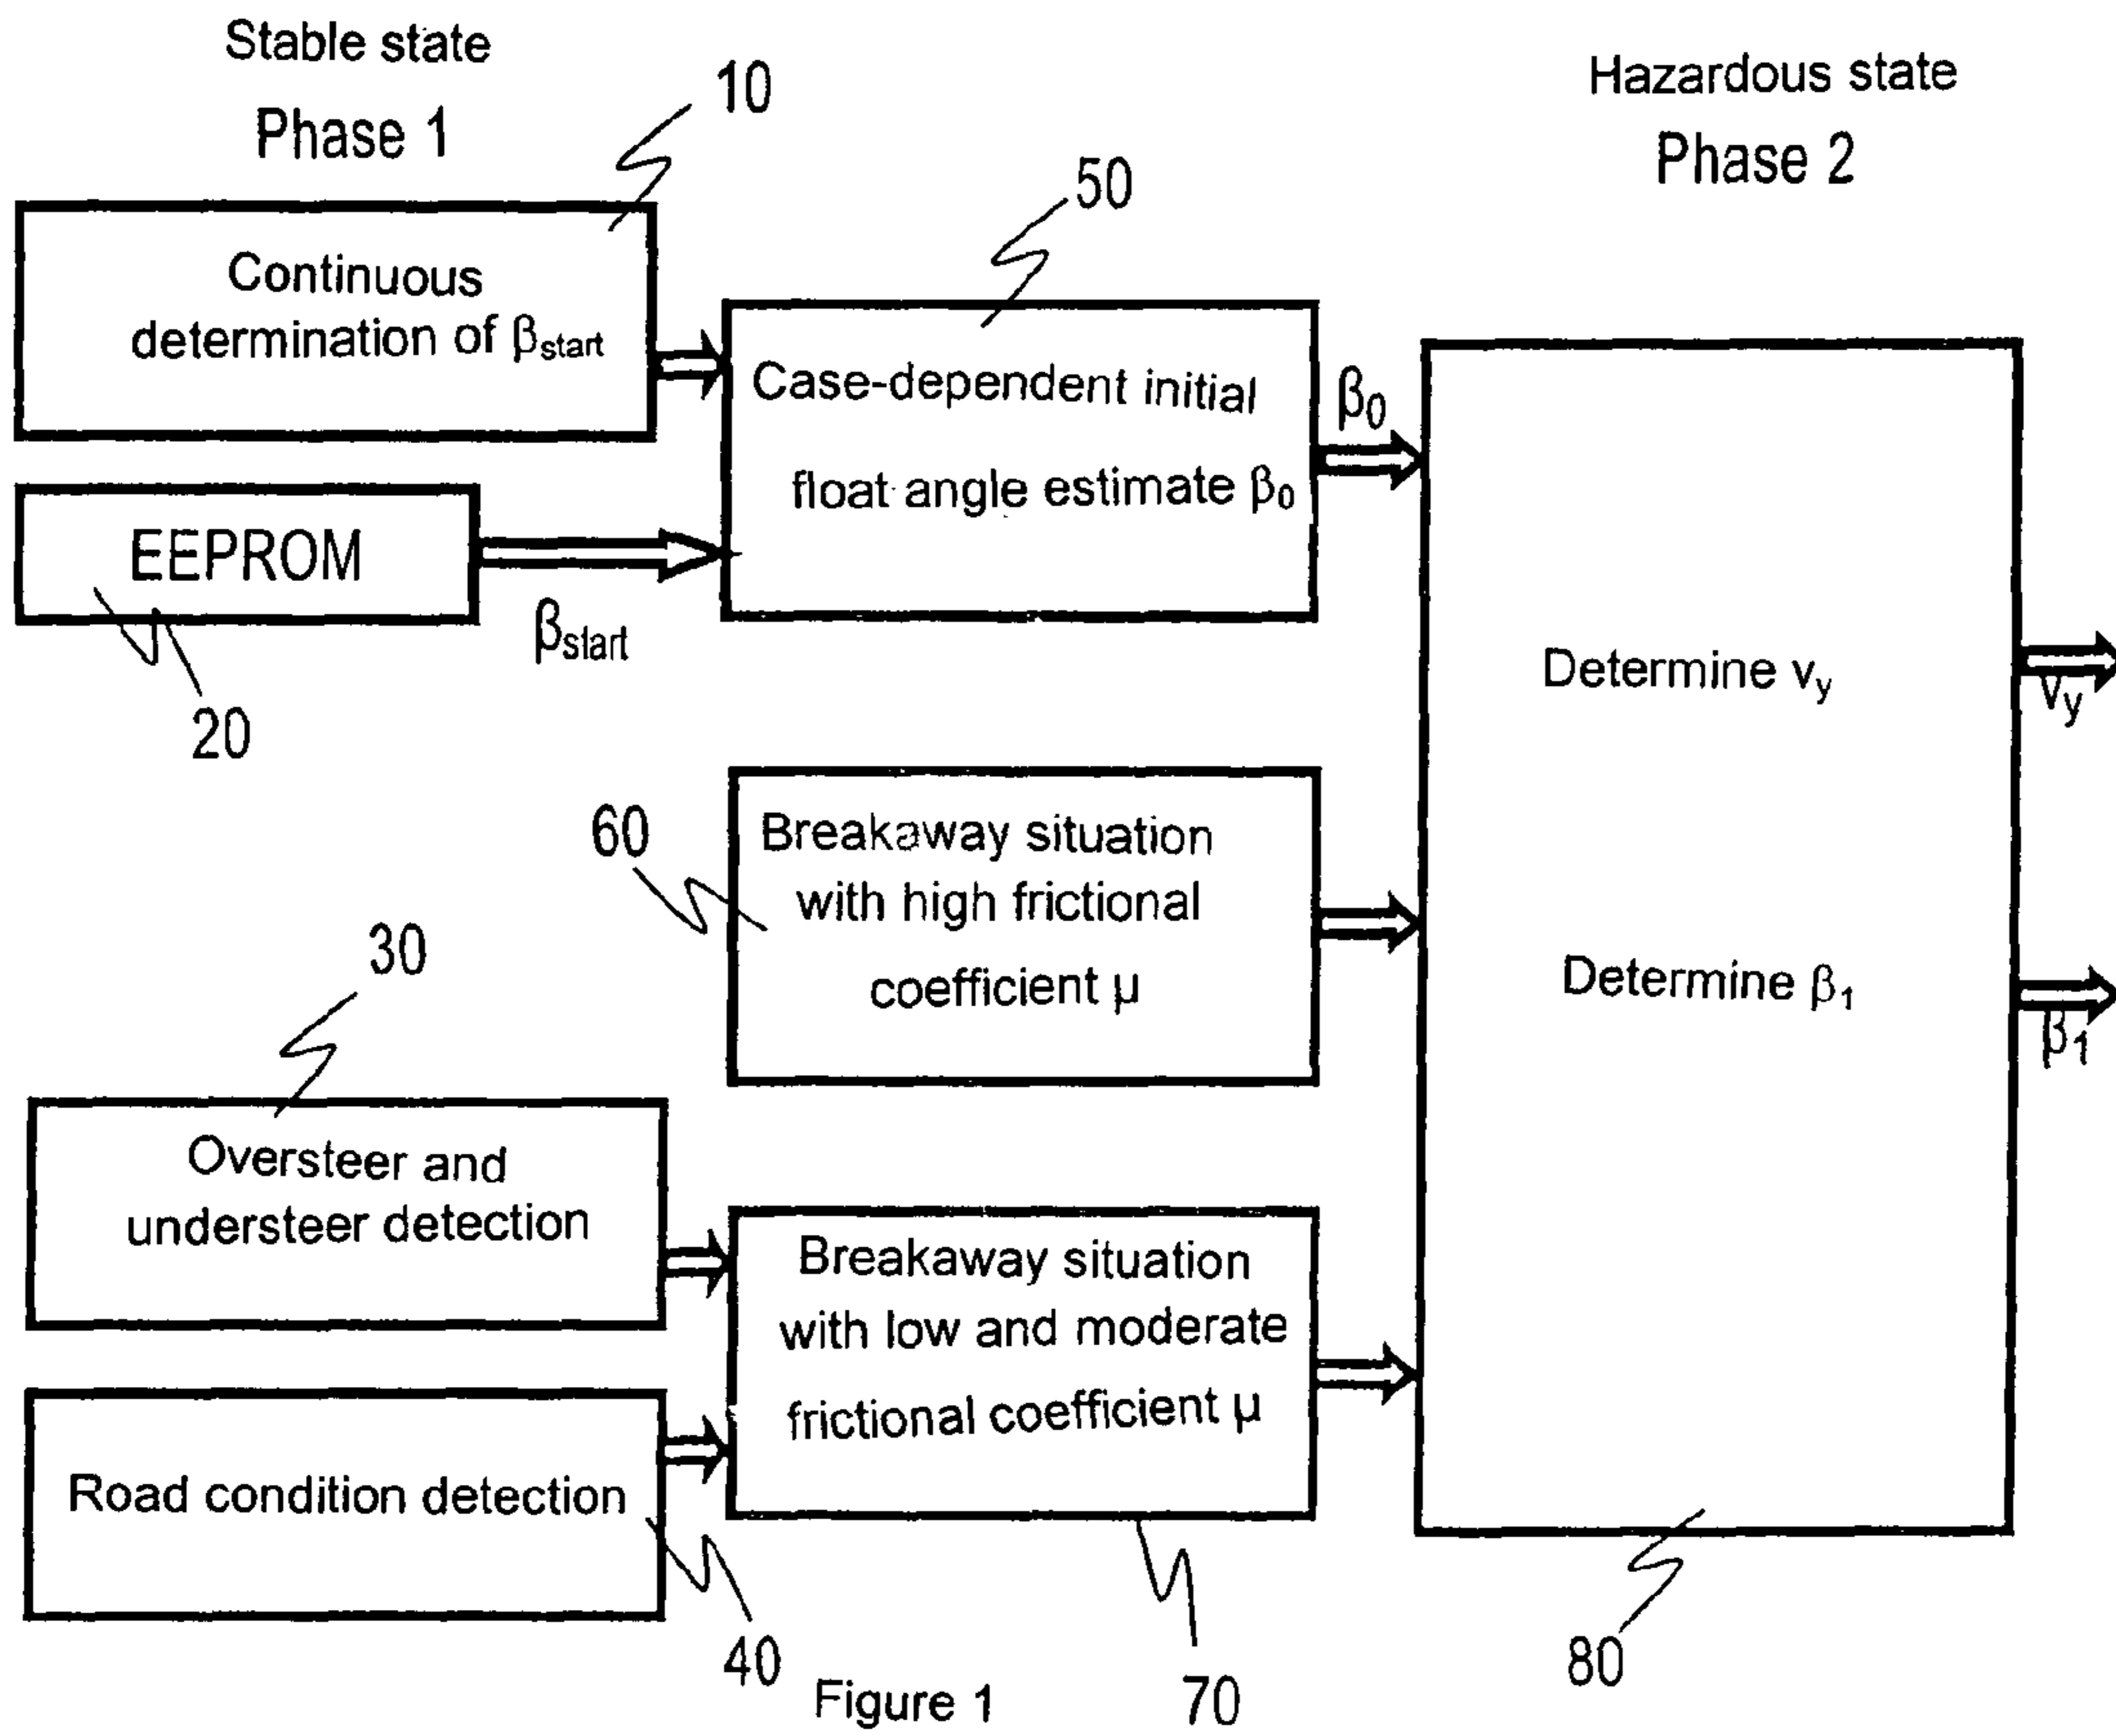 Stable state
Phase 1
10
Hazardous state
Phase 2
50
Continuous
determination of βstart
Case-dependent initial
float angle estimate β0
β0
EEPROM
βstart
20
Determine vy
vy
60
Breakaway situation
with high frictional
coefficient μ
Determine β1
β1
30
Oversteer and
understeer detection
Breakaway situation
with low and moderate
frictional coefficient μ
Road condition detection
40
70
80
Figure 1